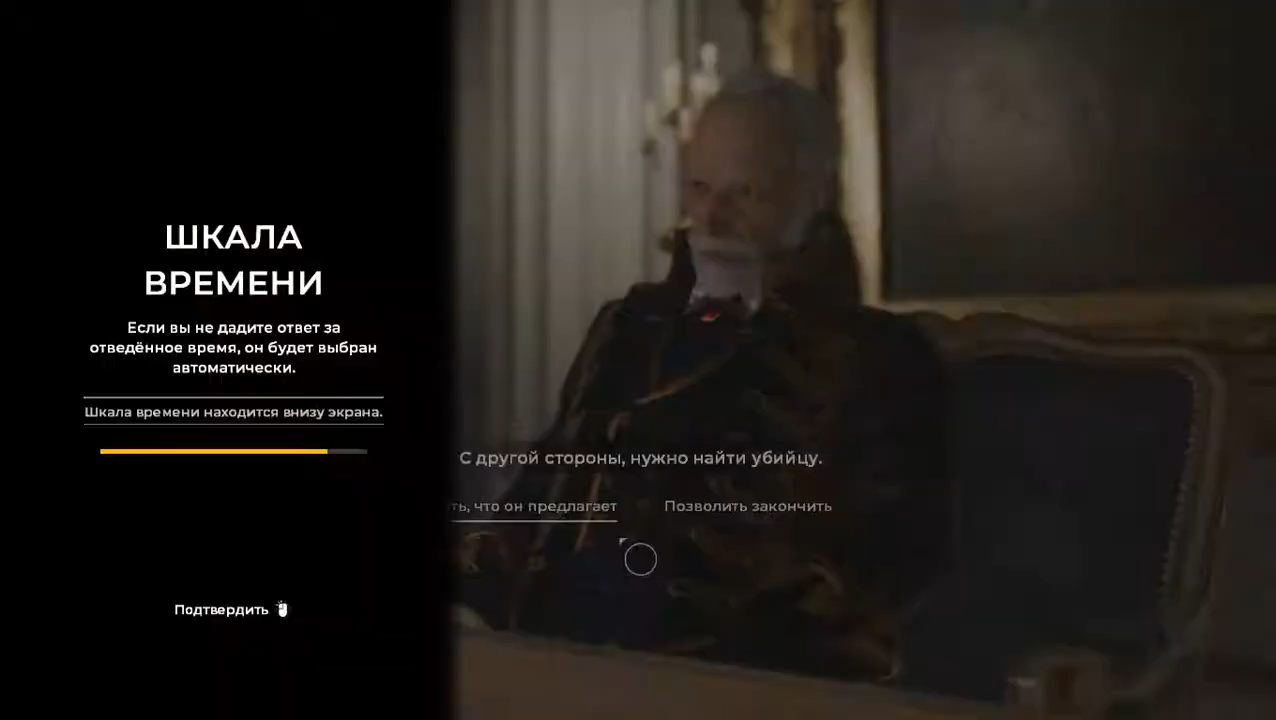 ШКАЛА
ВРЕМЕНИ
Если вы не дадите ответ за
отведённое время, он будет выбран
автоматически.
Шкала времени находится внизу экрана.
С другой стороны, нужно найти убийцу.
что он предлагает
Позволить закончить
Подтвердить